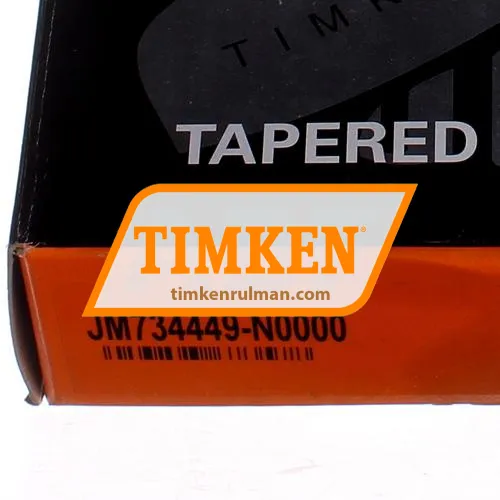 TIMK
TAPERED
TIMKEN®
timkenrulman.com
JM734449-N0000